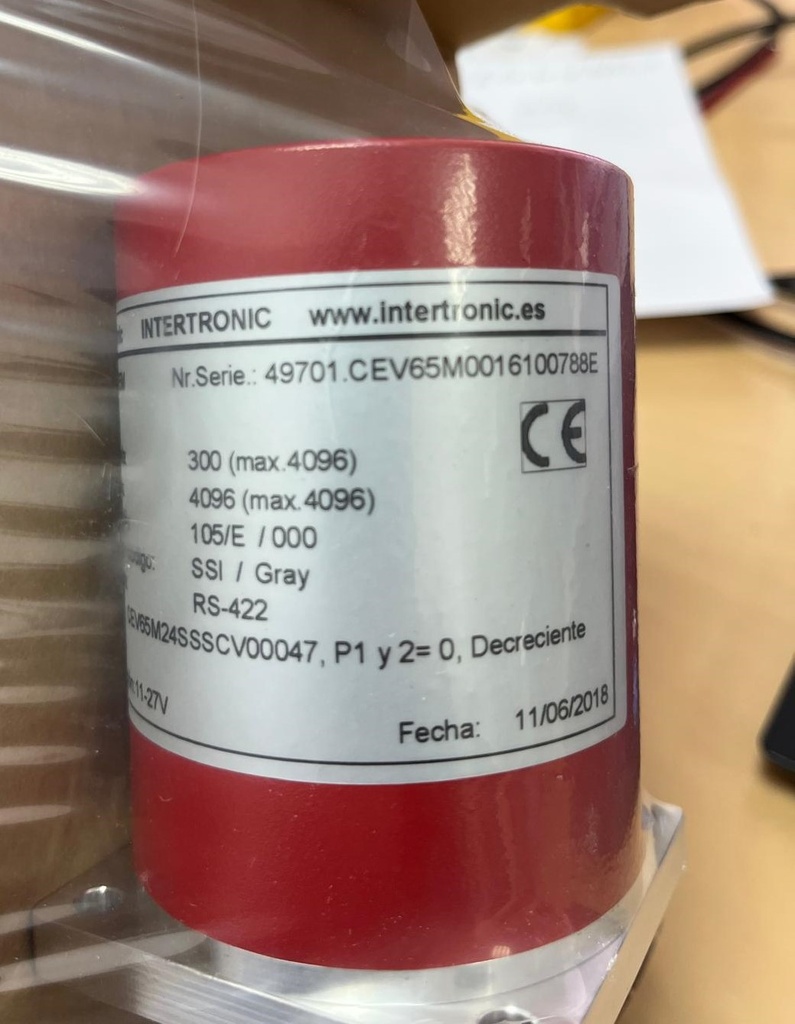 INTERTRONIC www.intertronic.es
Nr.Serie.: 49701.CEV65M0016100788E
CE
300 (max.4096)
4096 (max.4096)
105/E / 000
SSI / Gray
RS-422
CEV65M24SSSCV00047, P1 y 2= 0, Decreciente
11-27V
Fecha: 11/06/2018